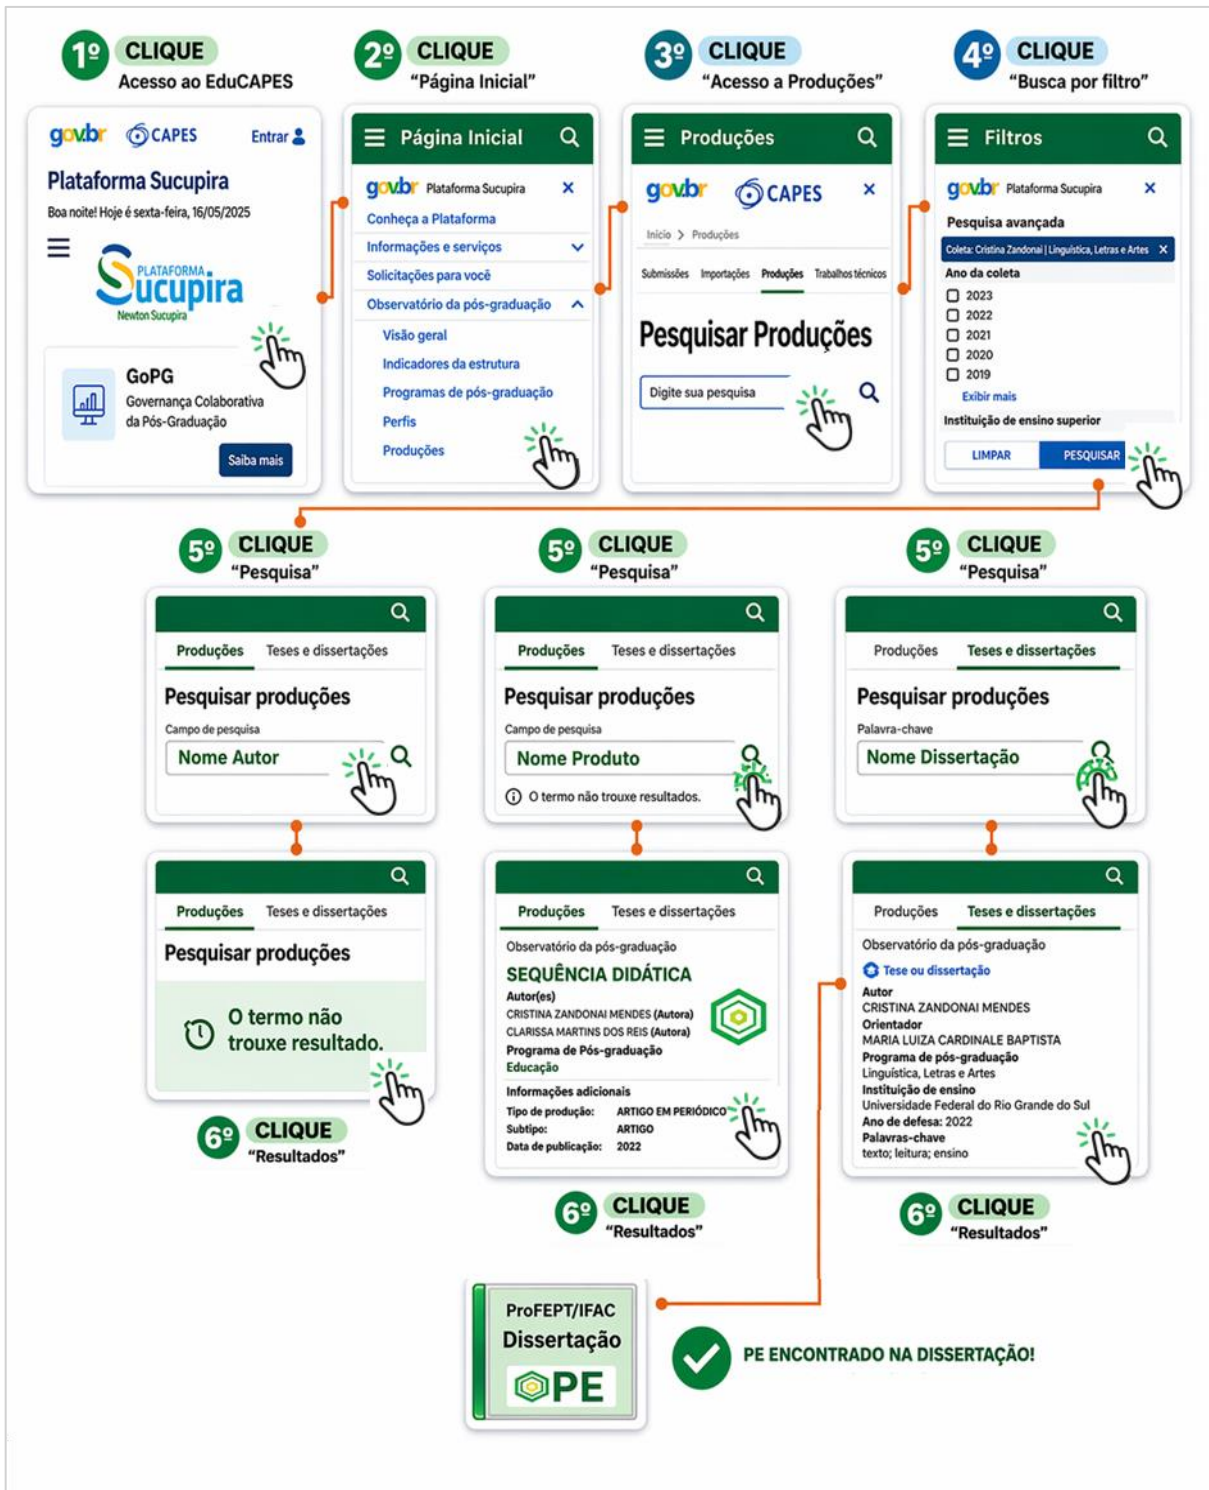 1º CLIQUE
Acesso ao EduCAPES
gov.br CAPES Entrar
Plataforma Sucupira
Boa noite! Hoje é sexta-feira, 16/05/2025
PLATAFORMA
Sucupira
Newton Sucupira
GoPG
Governança Colaborativa
da Pós-Graduação
Saiba mais
2º CLIQUE
“Página Inicial”
Página Inicial
gov.br Plataforma Sucupira ×
Conheça a Plataforma
Informações e serviços
Solicitações para você
Observatório da pós-graduação
Visão geral
Indicadores da estrutura
Programas de pós-graduação
Perfis
Produções
3º CLIQUE
“Acesso a Produções”
Produções
gov.br CAPES ×
Início > Produções
Submissões Importações Produções Trabalhos técnicos
Pesquisar Produções
Digite sua pesquisa
4º CLIQUE
“Busca por filtro”
Filtros
gov.br Plataforma Sucupira ×
Pesquisa avançada
Coleta: Cristina Zandonai | Linguística, Letras e Artes ×
Ano da coleta
2023
2022
2021
2020
2019
Exibir mais
Instituição de ensino superior
LIMPAR PESQUISAR
5º CLIQUE
“Pesquisa”
Produções Teses e dissertações
Pesquisar produções
Campo de pesquisa
Nome Autor
5º CLIQUE
“Pesquisa”
Produções Teses e dissertações
Pesquisar produções
Campo de pesquisa
Nome Produto
O termo não trouxe resultados.
5º CLIQUE
“Pesquisa”
Produções Teses e dissertações
Pesquisar produções
Palavra-chave
Nome Dissertação
Produções Teses e dissertações
Pesquisar produções
O termo não
trouxe resultado.
6º CLIQUE
“Resultados”
Produções Teses e dissertações
Observatório da pós-graduação
SEQUÊNCIA DIDÁTICA
Autor(es)
CRISTINA ZANDONAI MENDES (Autora)
CLARISSA MARTINS DOS REIS (Autora)
Programa de Pós-graduação
Educação
Informações adicionais
Tipo de produção: ARTIGO EM PERIÓDICO
Subtipo: ARTIGO
Data de publicação: 2022
6º CLIQUE
“Resultados”
Produções Teses e dissertações
Observatório da pós-graduação
Tese ou dissertação
Autor
CRISTINA ZANDONAI MENDES
Orientador
MARIA LUIZA CARDINALE BAPTISTA
Programa de pós-graduação
Linguística, Letras e Artes
Instituição de ensino
Universidade Federal do Rio Grande do Sul
Ano de defesa: 2022
Palavras-chave
texto; leitura; ensino
6º CLIQUE
“Resultados”
ProFEPT/IFAC
Dissertação
PE
PE ENCONTRADO NA DISSERTAÇÃO!